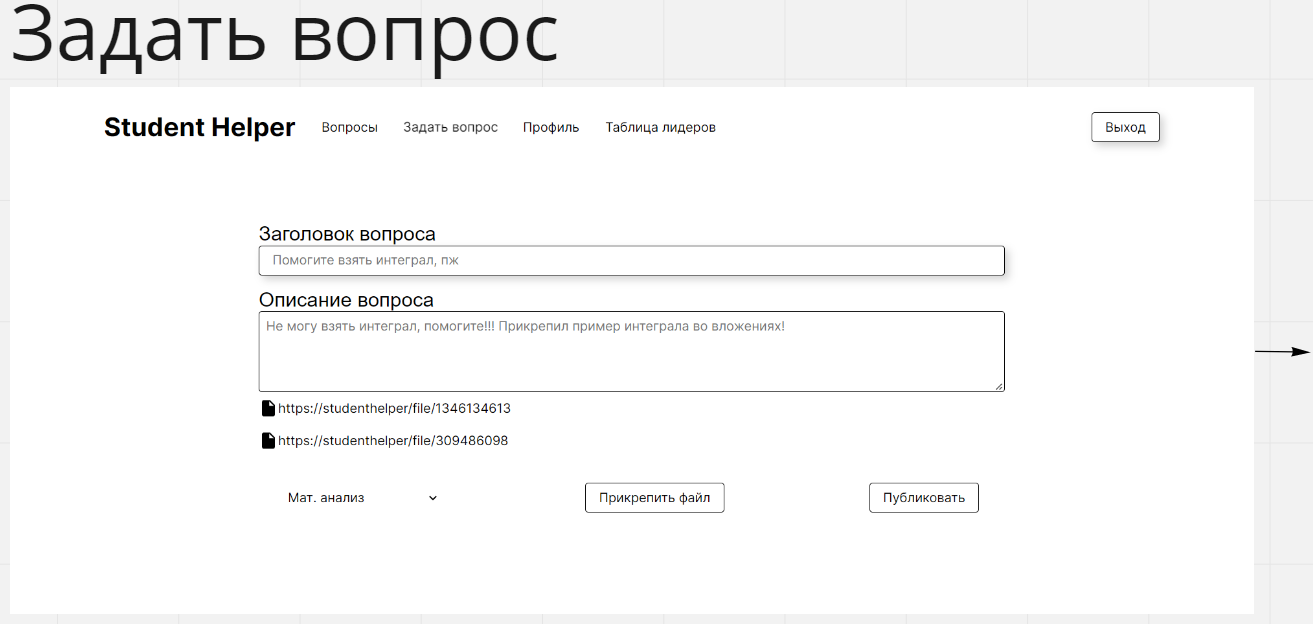 Задать вопрос
Student Helper Вопросы Задать вопрос Профиль Таблица лидеров Выход
Заголовок вопроса
Помогите взять интеграл, пж
Описание вопроса
Не могу взять интеграл, помогите!!! Прикрепил пример интеграла во вложениях!
https://studenthelper/file/1346134613
https://studenthelper/file/309486098
Мат. анализ Прикрепить файл Публиковать